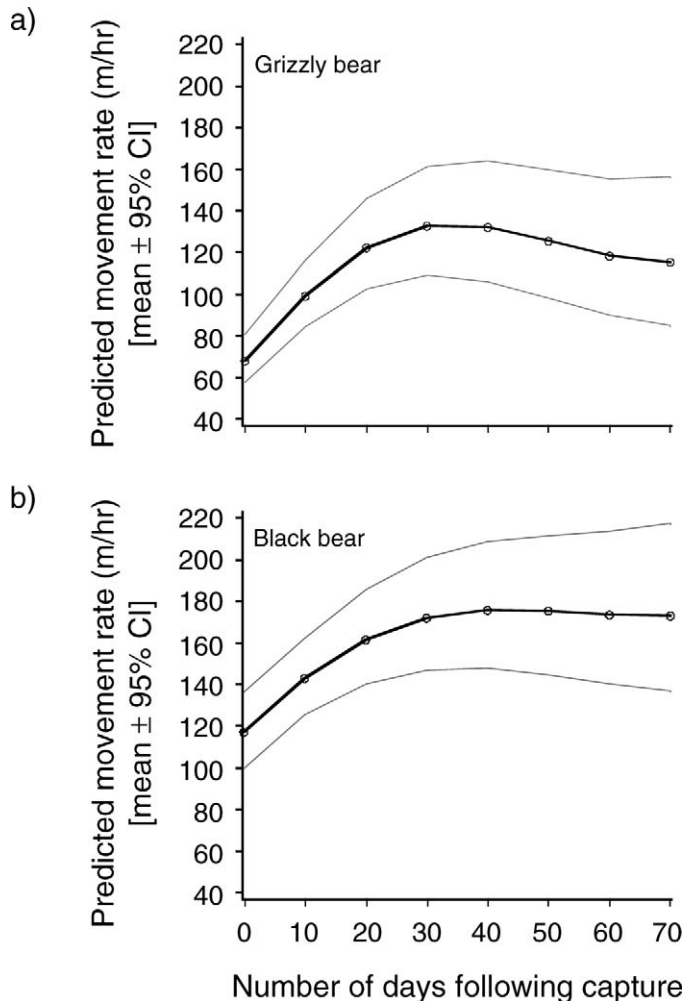 a)
Predicted movement rate (m/hr)
[mean ± 95% CI]
220
200
180
160
140
120
100
80
60
40
Grizzly bear
b)
Predicted movement rate (m/hr)
[mean ± 95% CI]
220
200
180
160
140
120
100
80
60
40
Black bear
0 10 20 30 40 50 60 70
Number of days following capture